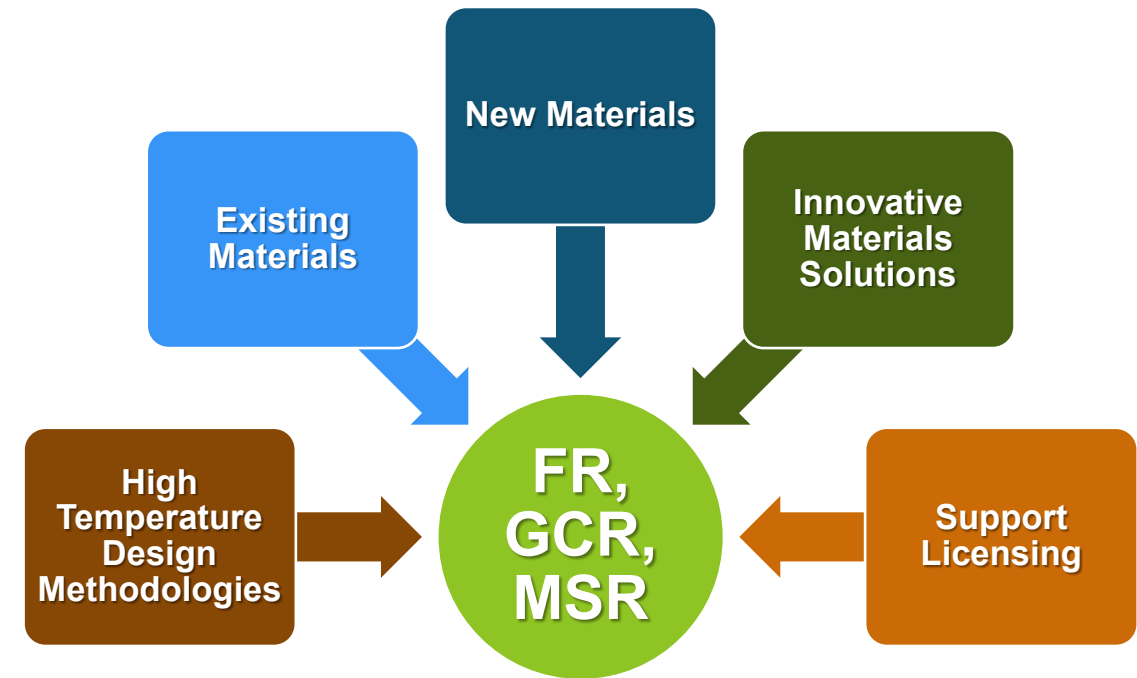 New Materials
Existing
Materials
Innovative
Materials
Solutions
High
Temperature
Design
Methodologies
FR,
GCR,
MSR
Support
Licensing